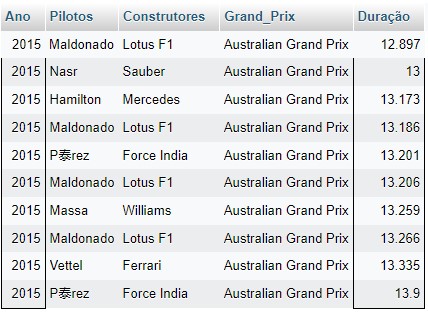 Ano Pilotos Construtores Grand_Prix Duração
2015 Maldonado Lotus F1 Australian Grand Prix 12.897
2015 Nasr Sauber Australian Grand Prix 13
2015 Hamilton Mercedes Australian Grand Prix 13.173
2015 Maldonado Lotus F1 Australian Grand Prix 13.186
2015 P泰rez Force India Australian Grand Prix 13.201
2015 Maldonado Lotus F1 Australian Grand Prix 13.206
2015 Massa Williams Australian Grand Prix 13.259
2015 Maldonado Lotus F1 Australian Grand Prix 13.266
2015 Vettel Ferrari Australian Grand Prix 13.335
2015 P泰rez Force India Australian Grand Prix 13.9